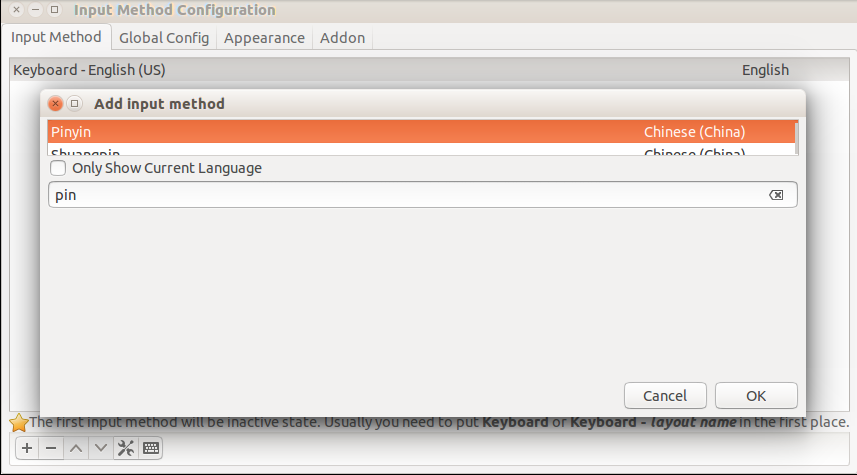 Input Method Configuration
Input Method Global Config Appearance Addon
Keyboard - English (US) English
Add input method
Pinyin Chinese (China)
Shuangpin Chinese (China)
Only Show Current Language
pin
Cancel OK
The first input method will be inactive state. Usually you need to put Keyboard or Keyboard - layout name in the first place.